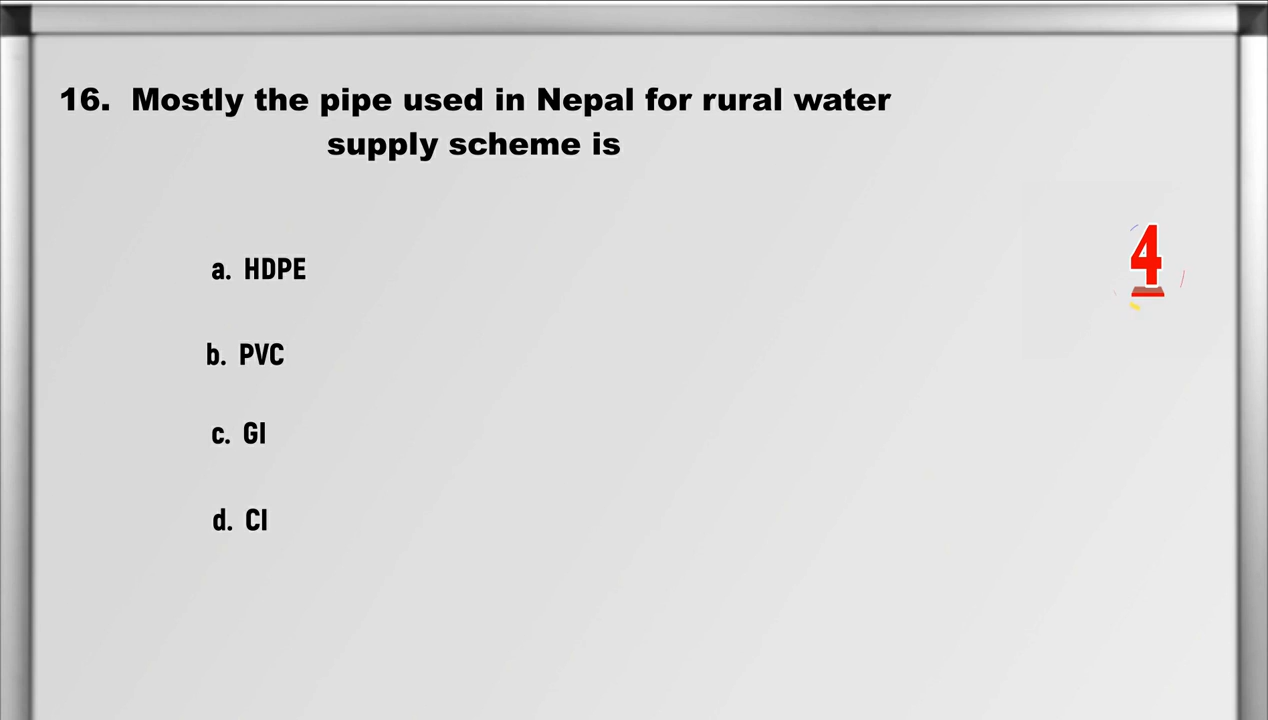 16. Mostly the pipe used in Nepal for rural water
supply scheme is
4
a. HDPE
b. PVC
c. GI
d. CI